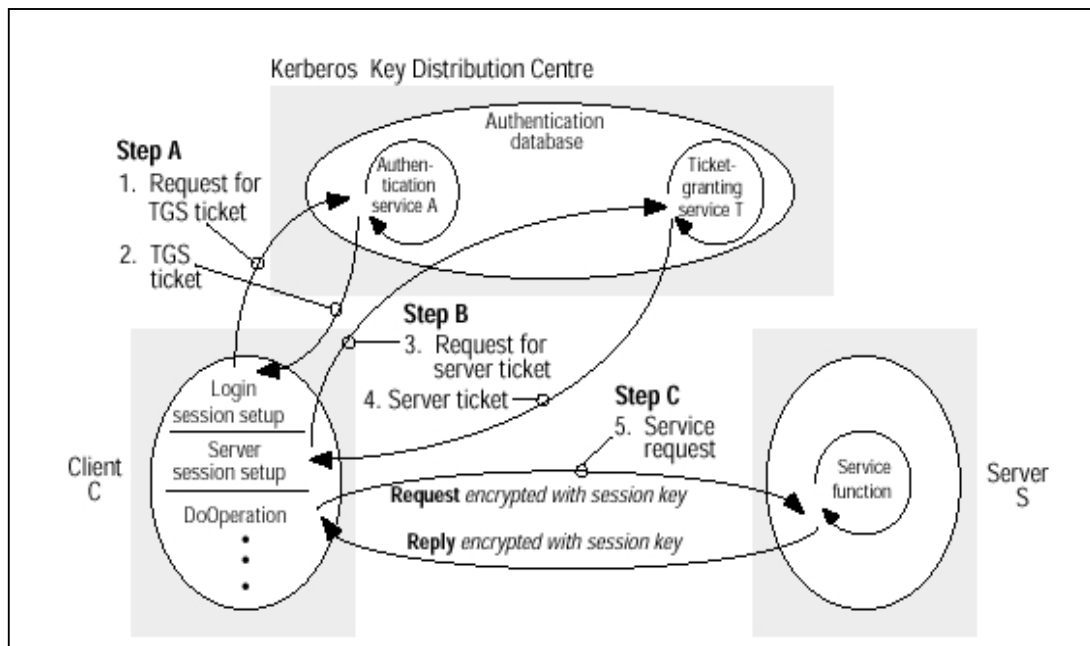 Kerberos Key Distribution Centre
Authentication
database
Step A
1. Request for
TGS ticket
Authen-
tication
service A
Ticket-
granting
service T
2. TGS
ticket
Step B
3. Request for
server ticket
4. Server ticket
Step C
5. Service
request
Login
session setup
Server
session setup
DoOperation
Client
C
Request encrypted with session key
Reply encrypted with session key
Service
function
Server
S